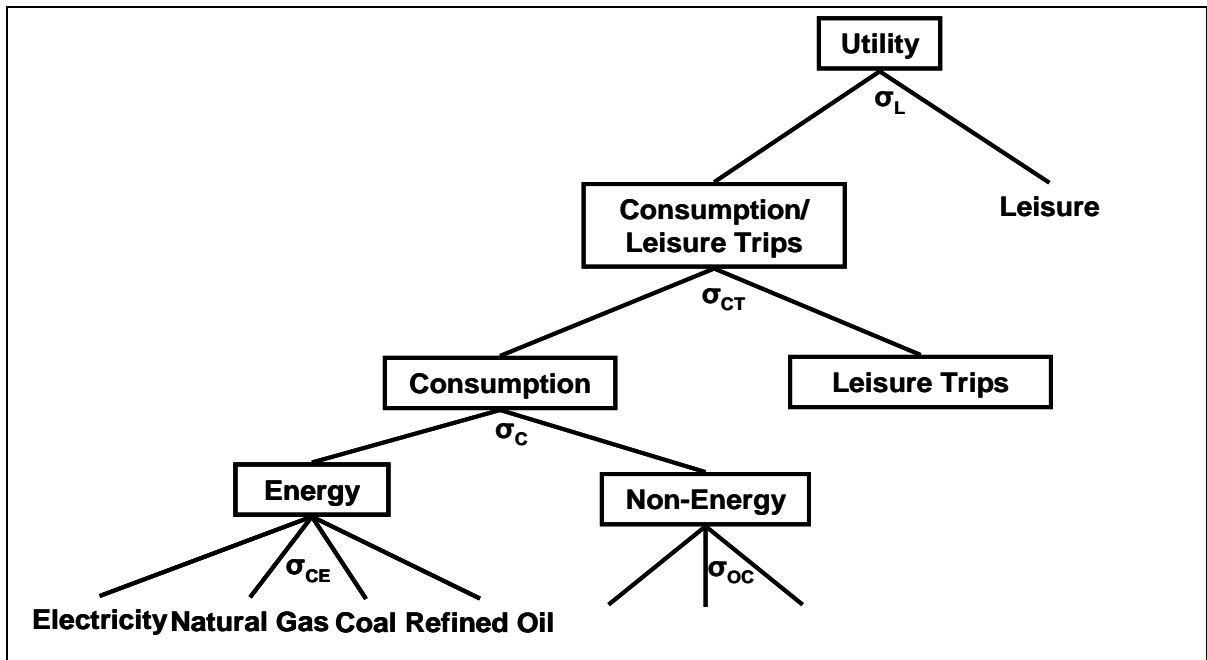 Utility
σL
Consumption/
Leisure Trips
Leisure
σCT
Consumption
Leisure Trips
σC
Energy
Non-Energy
σCE
σOC
Electricity Natural Gas Coal Refined Oil